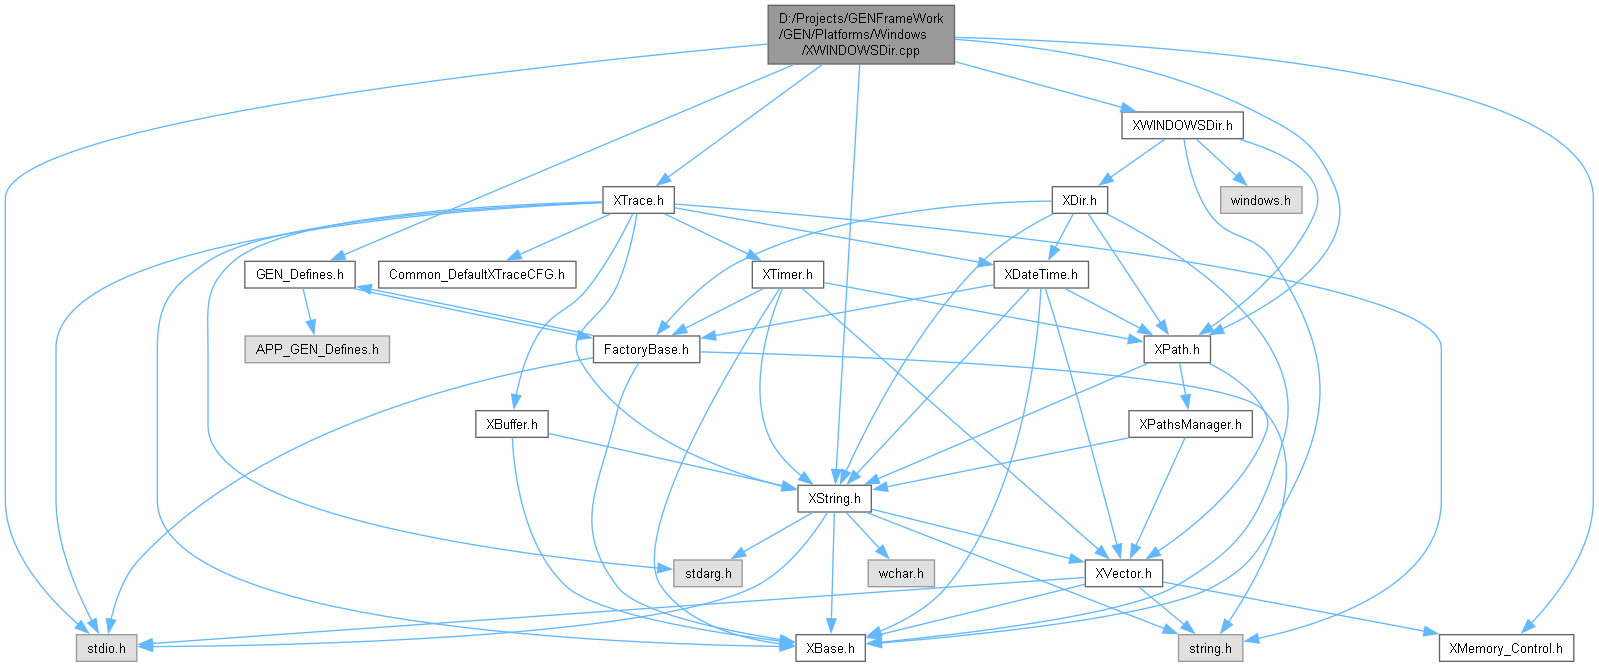 D:/Projects/GENFrameWork
/GEN/Platforms/Windows
/XWINDOWSDir.cpp
XWINDOWSDir.h
XTrace.h
XDir.h
windows.h
GEN_Defines.h
Common_DefaultXTraceCFG.h
XTimer.h
XDateTime.h
APP_GEN_Defines.h
FactoryBase.h
XPath.h
XBuffer.h
XPathsManager.h
XString.h
stdarg.h
wchar.h
XVector.h
stdio.h
XBase.h
string.h
XMemory_Control.h